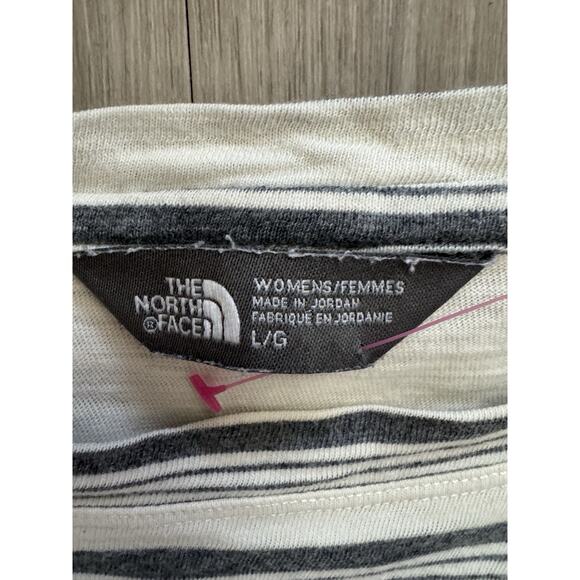 THE
NORTH
®FACE
WOMENS/FEMMES
MADE IN JORDAN
FABRIQUÉ EN JORDANIE
L/G